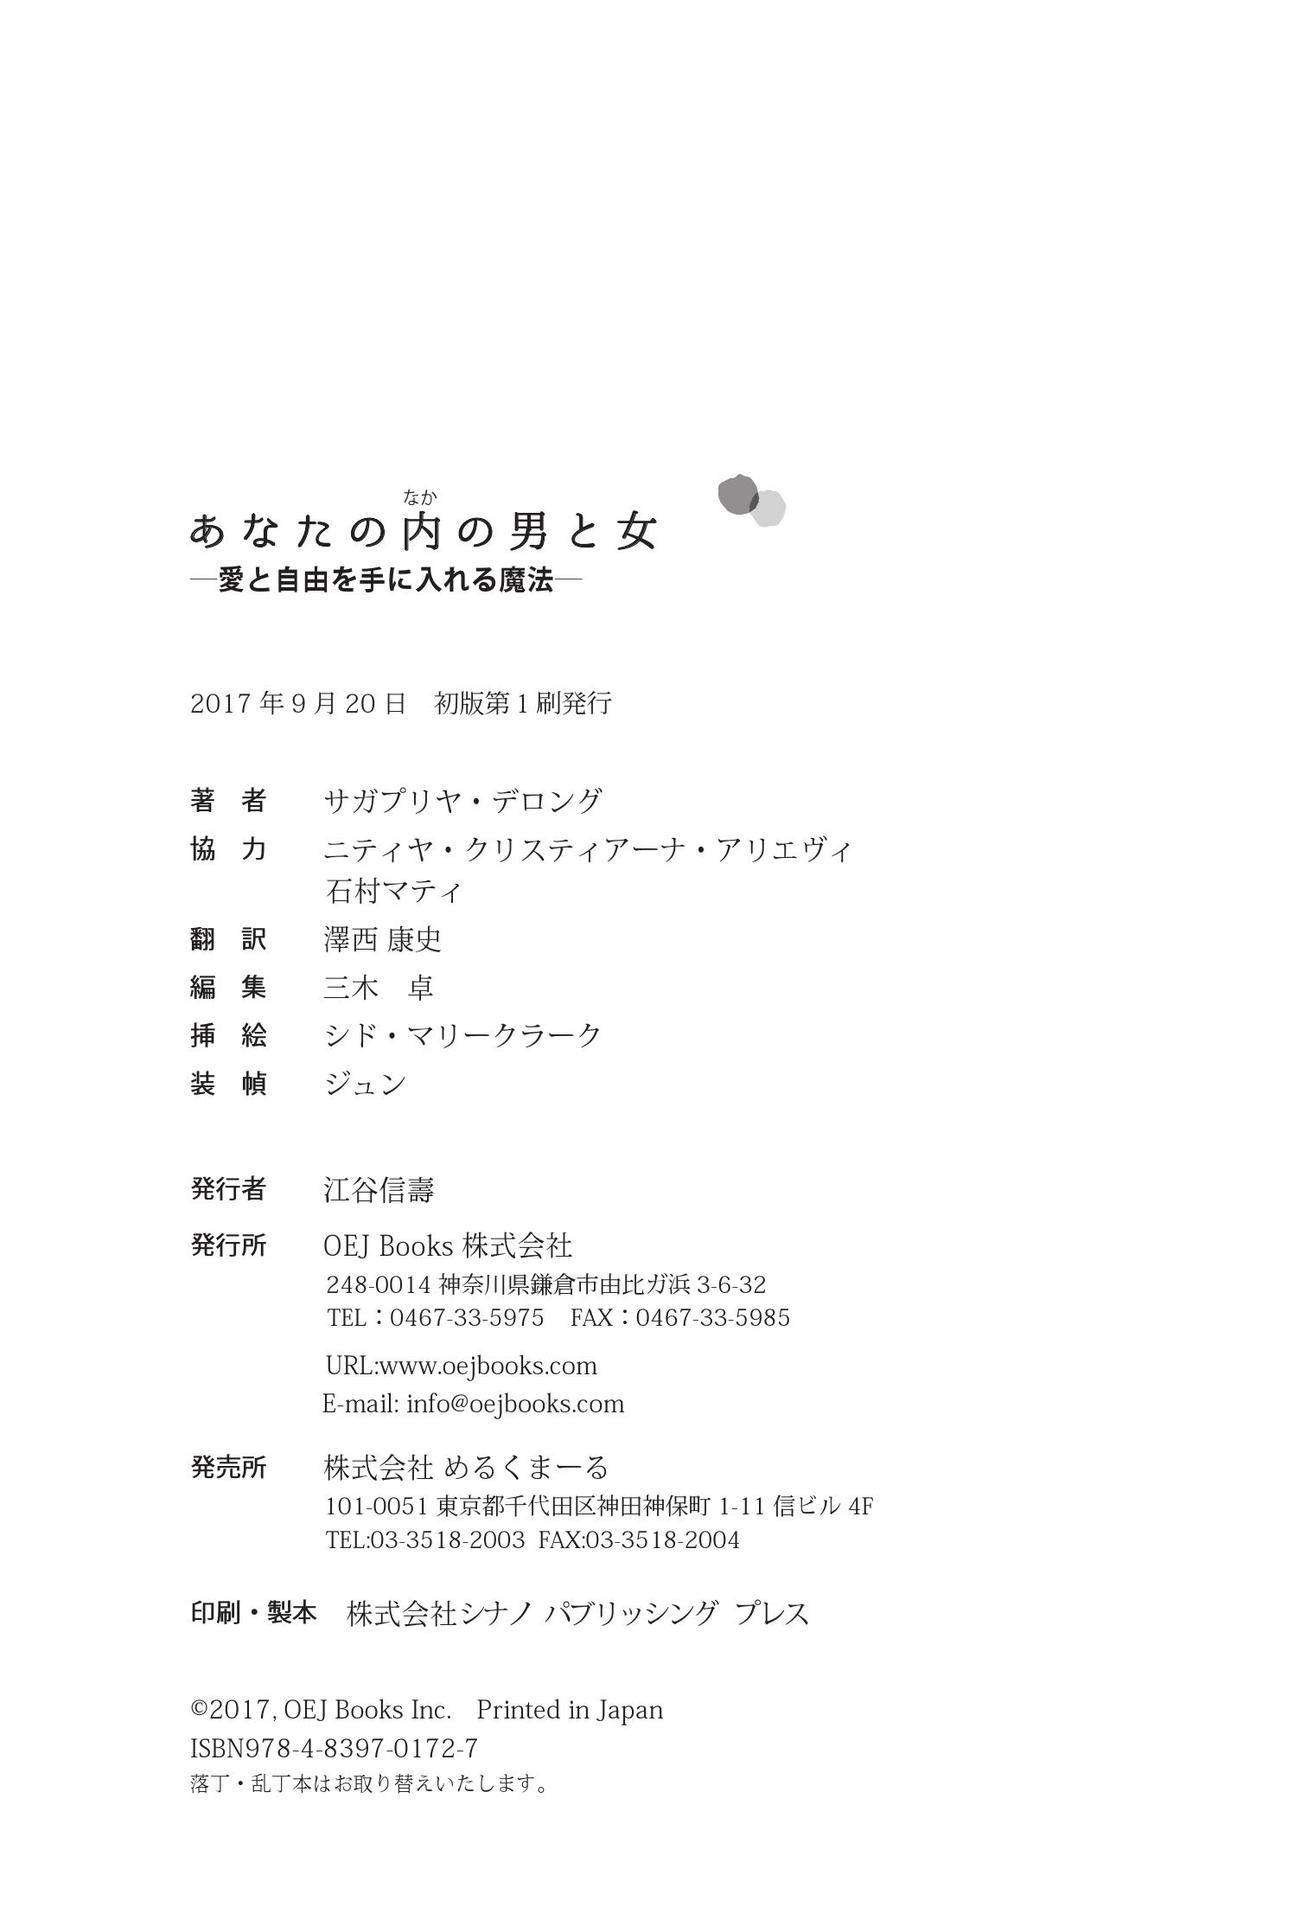 なか
あなたの内の男と女
―愛と自由を手に入れる魔法―
2017年9月20日　初版第1刷発行
著　者　サガプリヤ・デロング
協　力　ニティヤ・クリスティアーナ・アリエヴィ
石村マティ
翻　訳　澤西 康史
編　集　三木　卓
挿　絵　シド・マリークラーク
装　幀　ジュン
発行者　江谷信壽
発行所　OEJ Books 株式会社
248-0014 神奈川県鎌倉市由比ガ浜 3-6-32
TEL：0467-33-5975　FAX：0467-33-5985
URL:www.oejbooks.com
E-mail: info@oejbooks.com
発売所　株式会社 めるくまーる
101-0051 東京都千代田区神田神保町 1-11 信ビル 4F
TEL:03-3518-2003 FAX:03-3518-2004
印刷・製本　株式会社シナノ パブリッシング プレス
©2017, OEJ Books Inc.　Printed in Japan
ISBN978-4-8397-0172-7
落丁・乱丁本はお取り替えいたします。